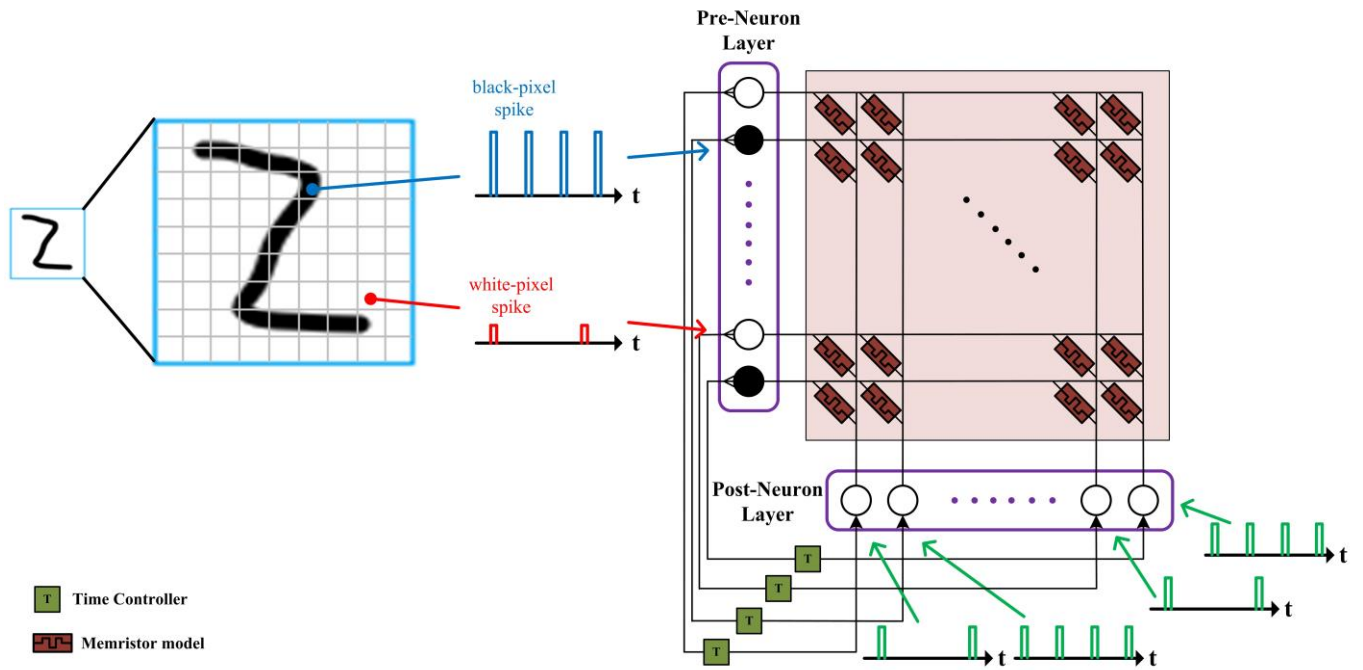 Pre-Neuron
Layer
black-pixel
spike
t
Z
white-pixel
spike
t
Post-Neuron
Layer
t
T
T
t
T
T
t
t
T Time Controller
Memristor model